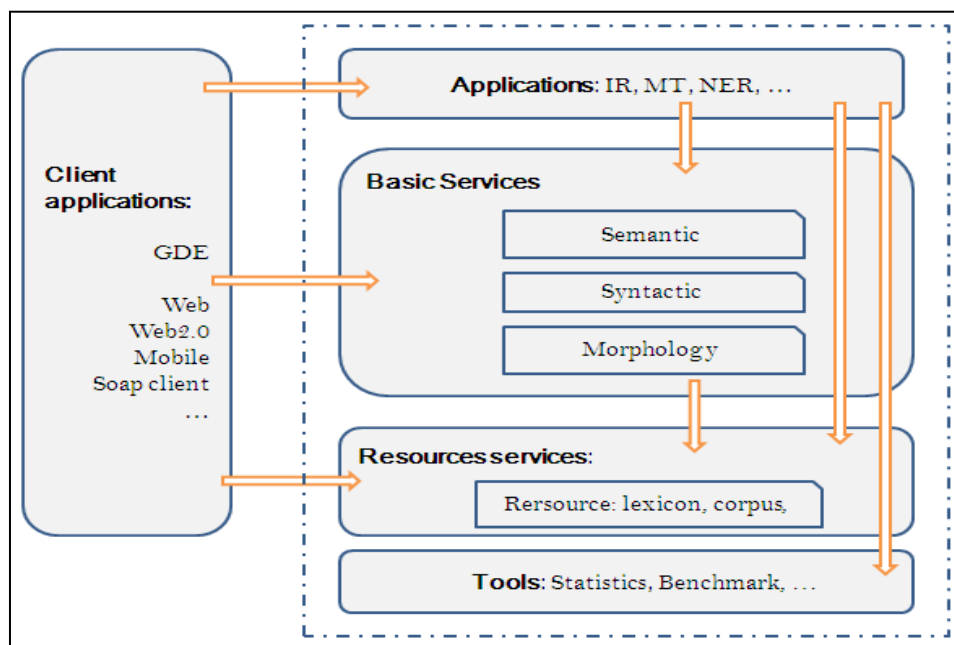 Client
applications:
GDE
Web
Web2.0
Mobile
Soap client
...
Applications: IR, MT, NER, ...
Basic Services
Semantic
Syntactic
Morphology
Resources services:
Rersource: lexicon, corpus,
Tools: Statistics, Benchmark, ...